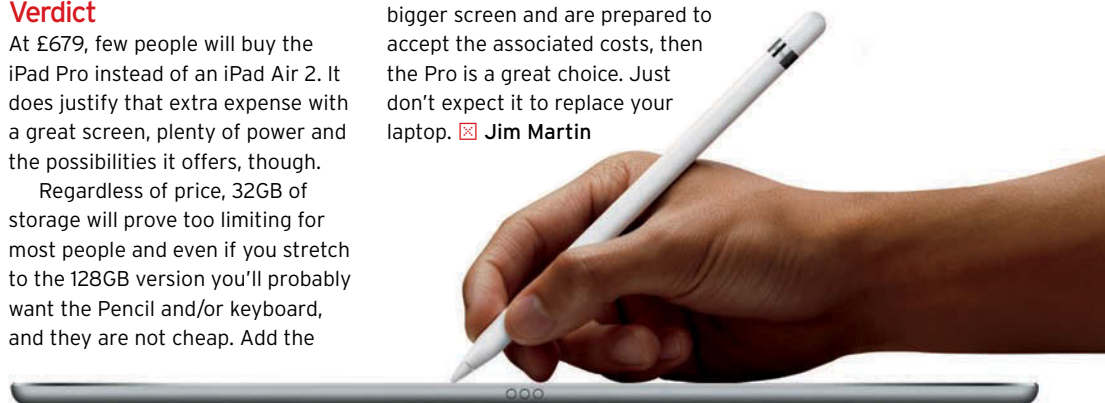 Verdict
At £679, few people will buy the
iPad Pro instead of an iPad Air 2. It
does justify that extra expense with
a great screen, plenty of power and
the possibilities it offers, though.
Regardless of price, 32GB of
storage will prove too limiting for
most people and even if you stretch
to the 128GB version you'll probably
want the Pencil and/or keyboard,
and they are not cheap. Add the
bigger screen and are prepared to
accept the associated costs, then
the Pro is a great choice. Just
don't expect it to replace your
laptop. Jim Martin